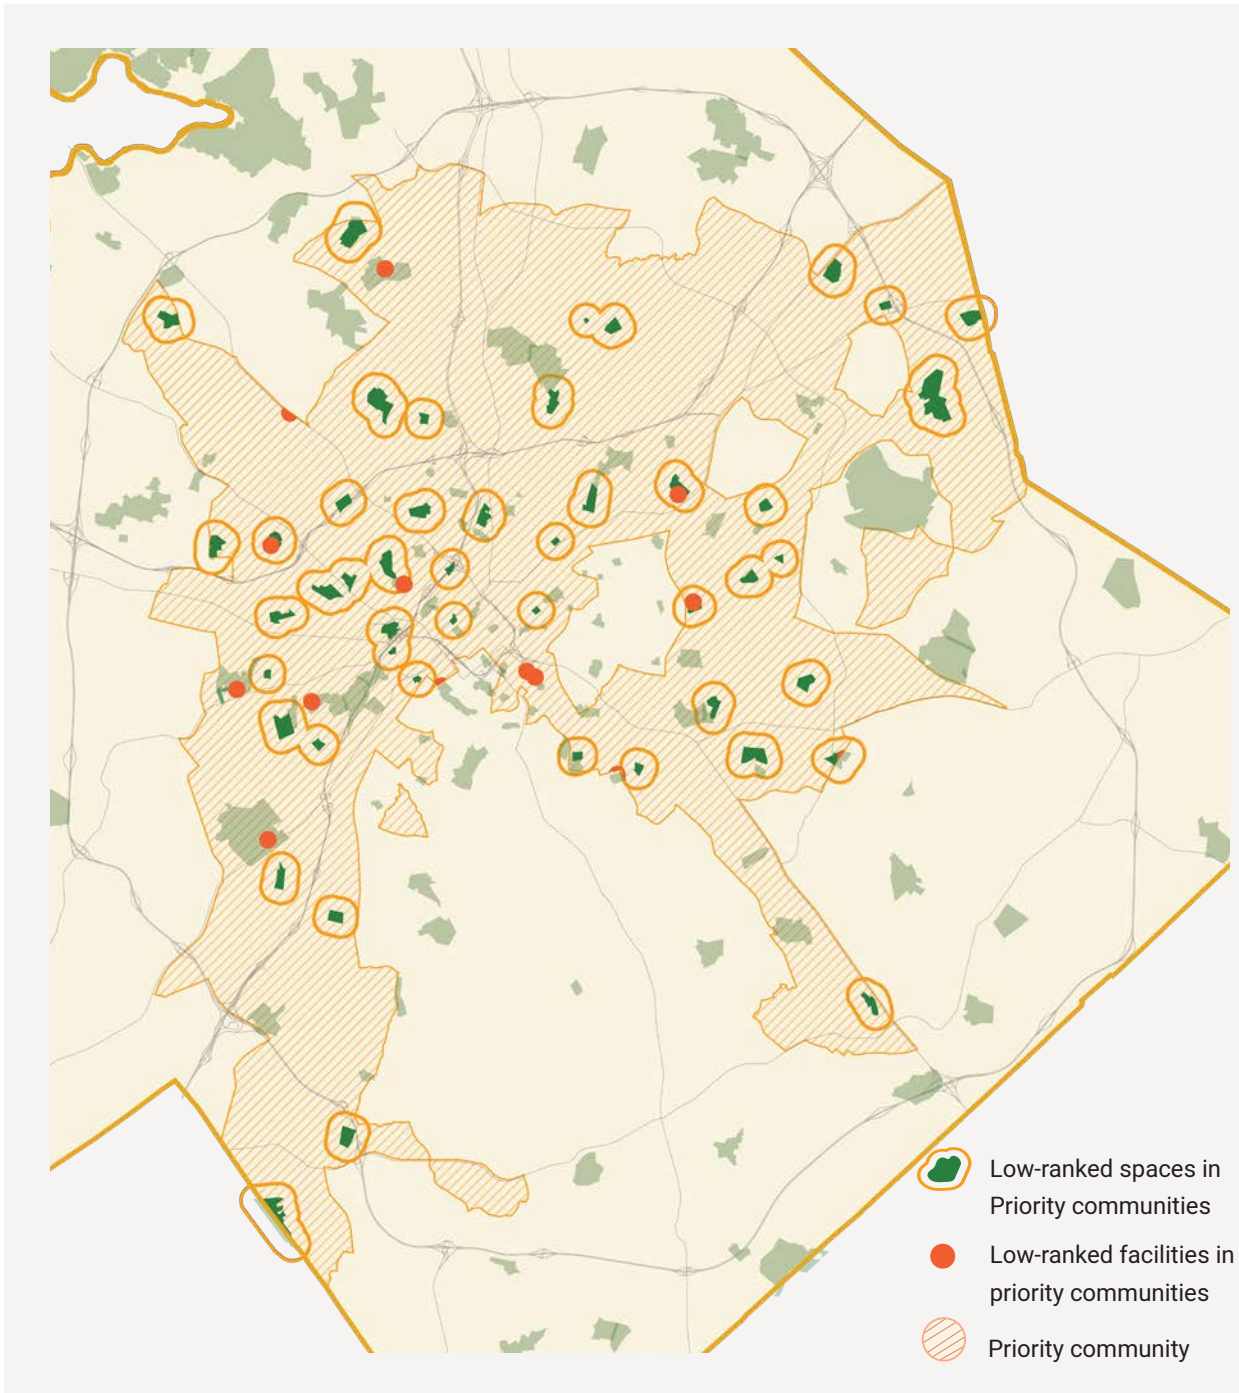 Low-ranked spaces in
Priority communities
Low-ranked facilities in
priority communities
Priority community